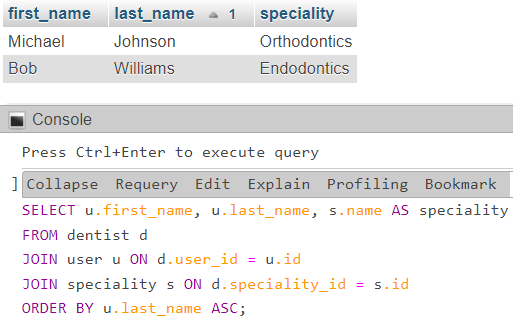 first_name last_name 1 speciality
Michael Johnson Orthodontics
Bob Williams Endodontics
Console
Press Ctrl+Enter to execute query
] Collapse Requery Edit Explain Profiling Bookmark
SELECT u.first_name, u.last_name, s.name AS speciality
FROM dentist d
JOIN user u ON d.user_id = u.id
JOIN speciality s ON d.speciality_id = s.id
ORDER BY u.last_name ASC;